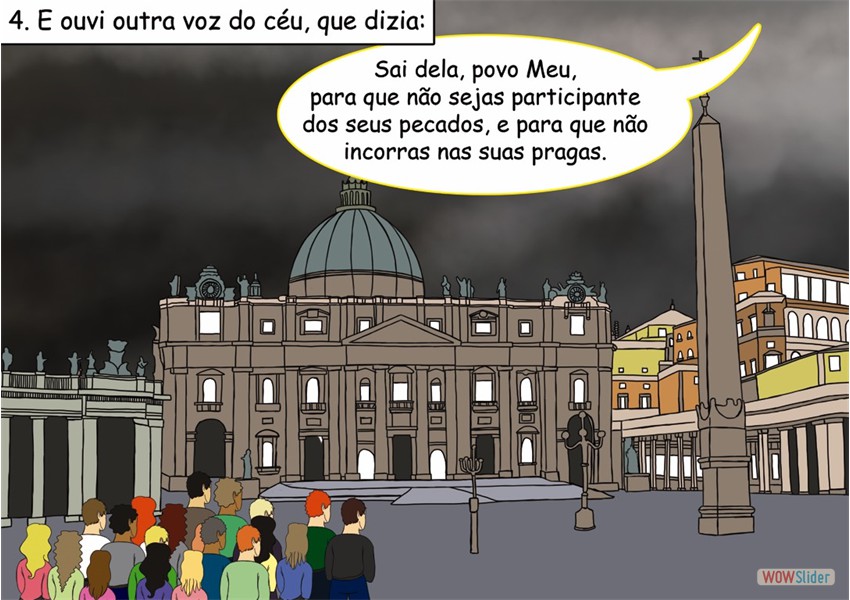 4. E ouvi outra voz do céu, que dizia:
Sai dela, povo Meu,
para que não sejas participante
dos seus pecados, e para que não
incorras nas suas pragas.
WOWSlider